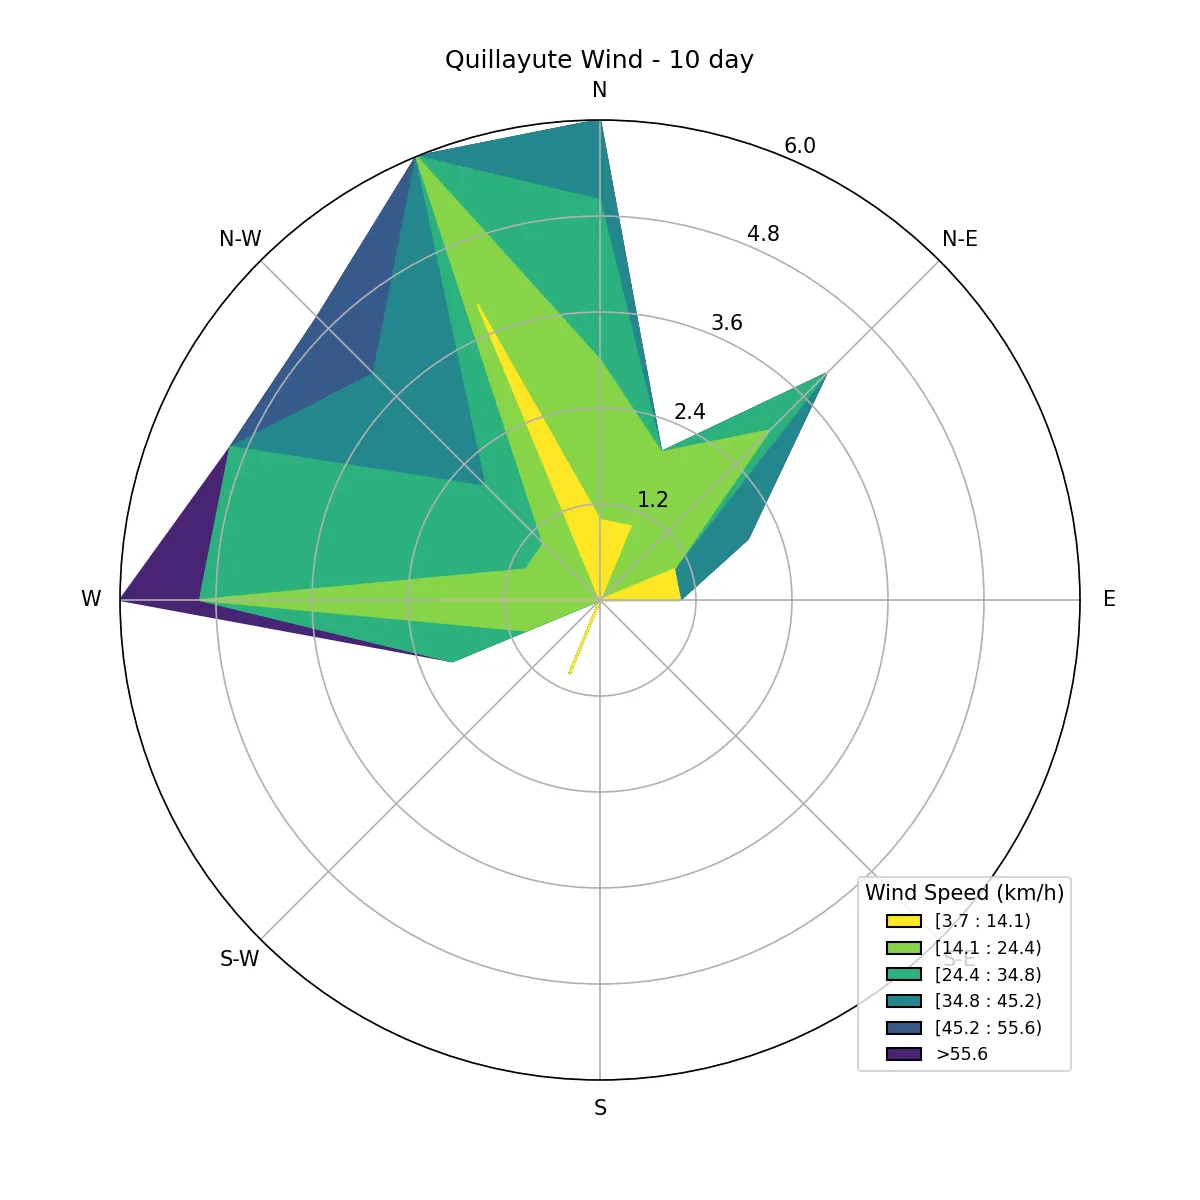 Quillayute Wind - 10 day
N
6.0
N-W
4.8
N-E
3.6
2.4
1.2
W
E
S-W
S-E
S
Wind Speed (km/h)
[3.7 : 14.1)
[14.1 : 24.4)
[24.4 : 34.8)
[34.8 : 45.2)
[45.2 : 55.6)
>55.6